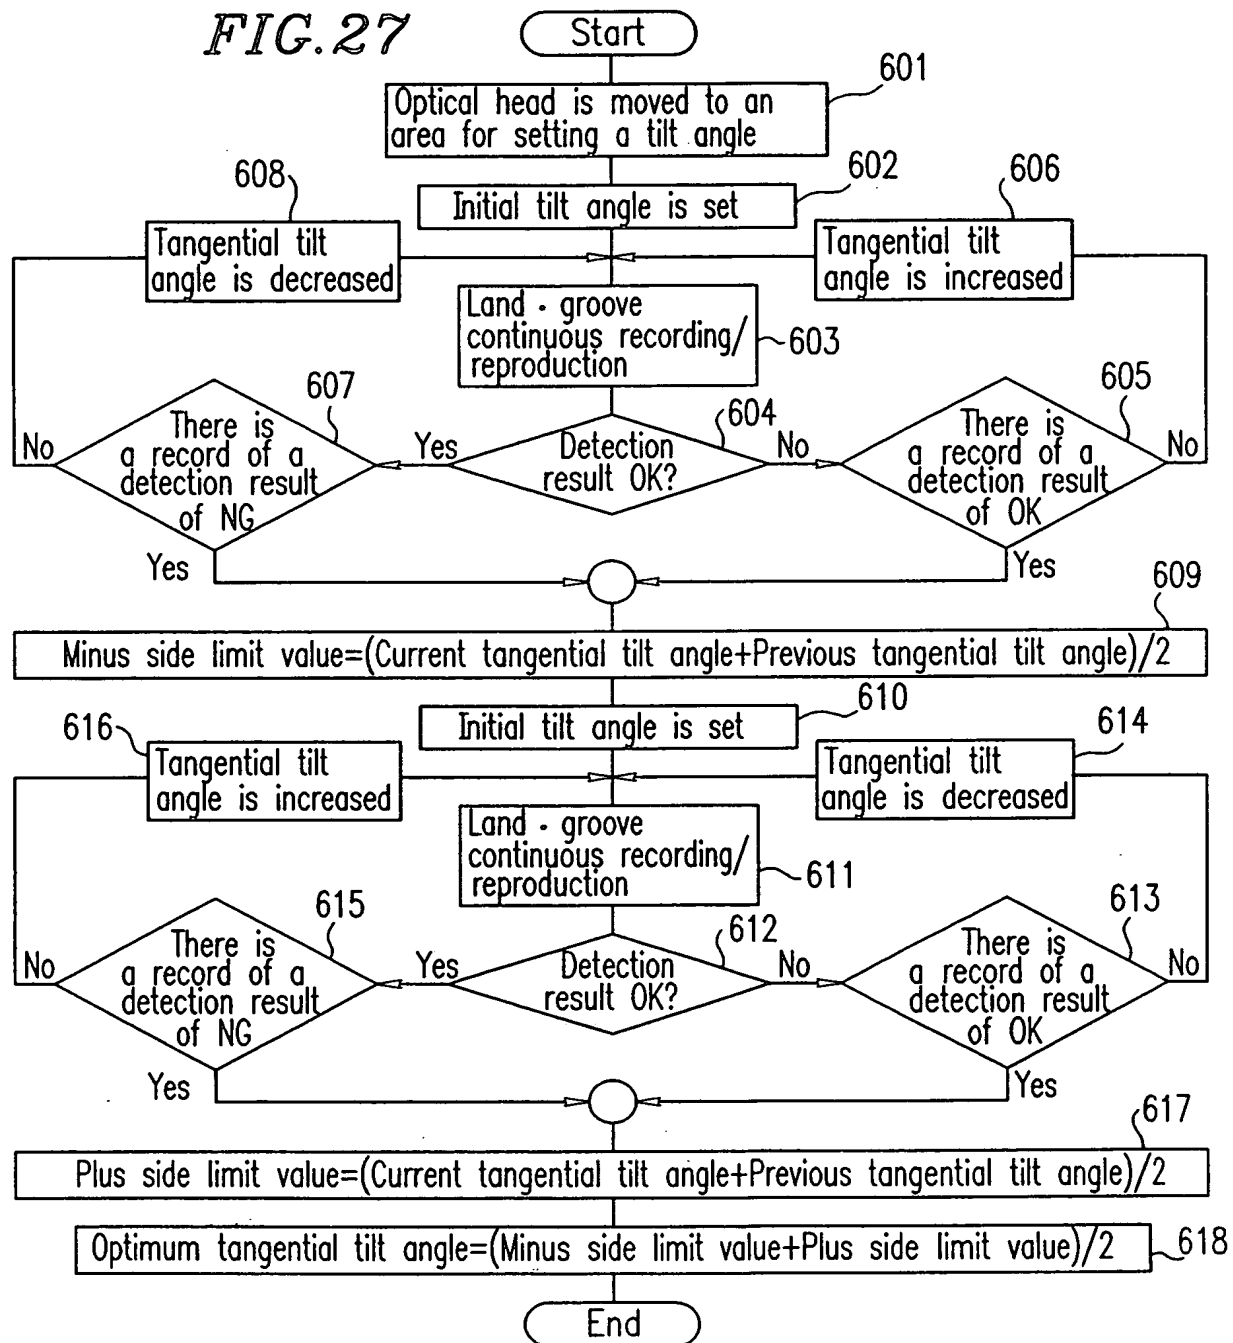 FIG.27
Start
601
Optical head is moved to an
area for setting a tilt angle
602
Initial tilt angle is set
608
Tangential tilt
angle is decreased
606
Tangential tilt
angle is increased
Land - groove
continuous recording/
reproduction
603
607
There is
a record of a
detection result
of NG
No
Yes
604
Detection
result OK?
Yes
No
605
There is
a record of a
detection result
of OK
No
Yes
609
Minus side limit value=(Current tangential tilt angle+Previous tangential tilt angle)/2
610
Initial tilt angle is set
616
Tangential tilt
angle is increased
614
Tangential tilt
angle is decreased
Land - groove
continuous recording/
reproduction
611
615
There is
a record of a
detection result
of NG
No
Yes
612
Detection
result OK?
Yes
No
613
There is
a record of a
detection result
of OK
No
Yes
617
Plus side limit value=(Current tangential tilt angle+Previous tangential tilt angle)/2
Optimum tangential tilt angle=(Minus side limit value+Plus side limit value)/2
618
End